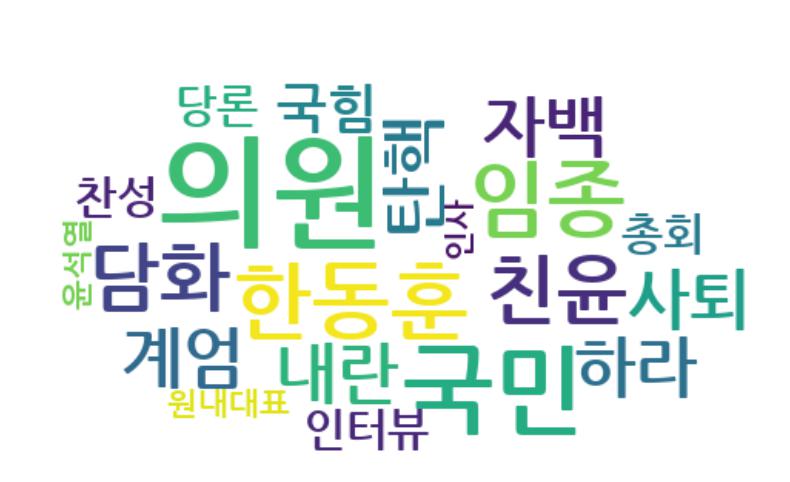 당론
국힘
자백
의원
탄핵
임종
찬성
인사
총회
윤석열
담화
한동훈
친윤
사퇴
계엄
내란
국민
하라
원내대표
인터뷰